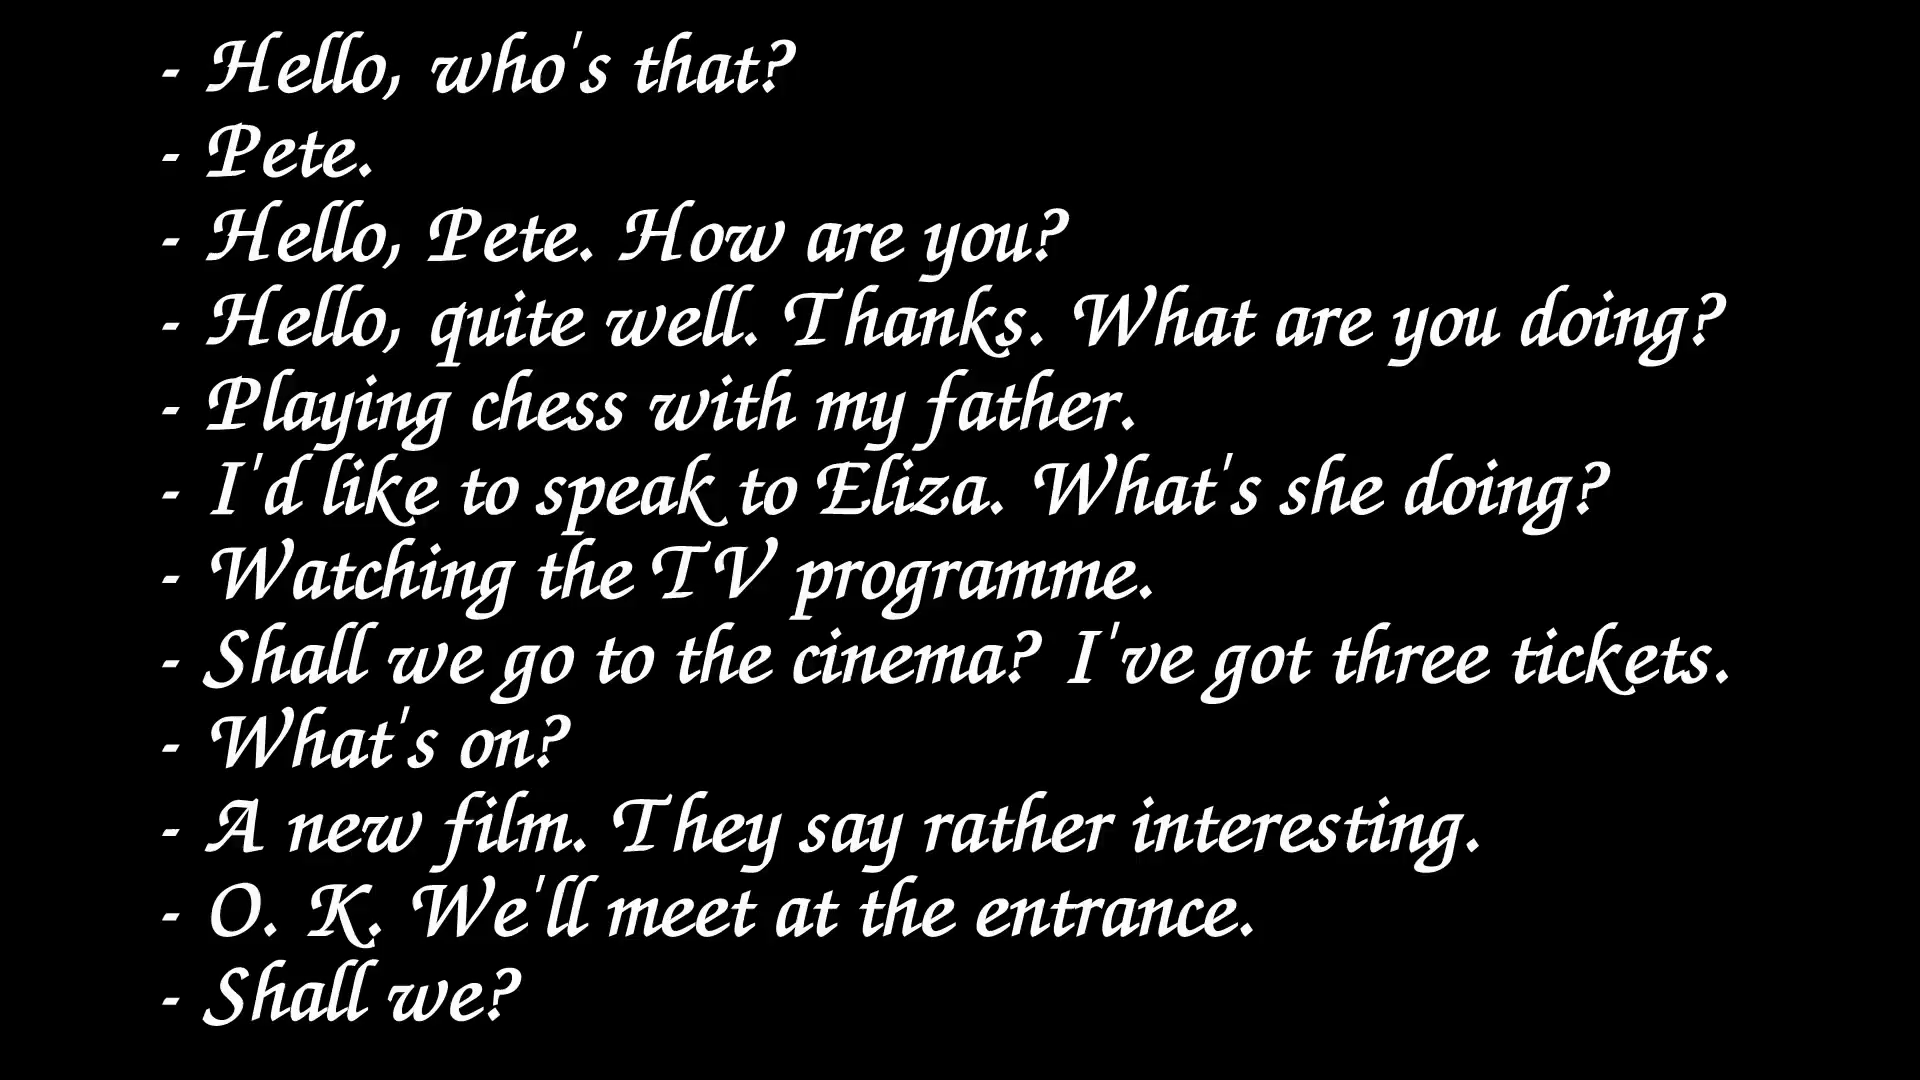 - Hello, who's that?
- Pete.
- Hello, Pete. How are you?
- Hello, quite well. Thanks. What are you doing?
- Playing chess with my father.
- I'd like to speak to Eliza. What's she doing?
- Watching the TV programme.
- Shall we go to the cinema? I've got three tickets.
- What's on?
- A new film. They say rather interesting.
- O. K. We'll meet at the entrance.
- Shall we?